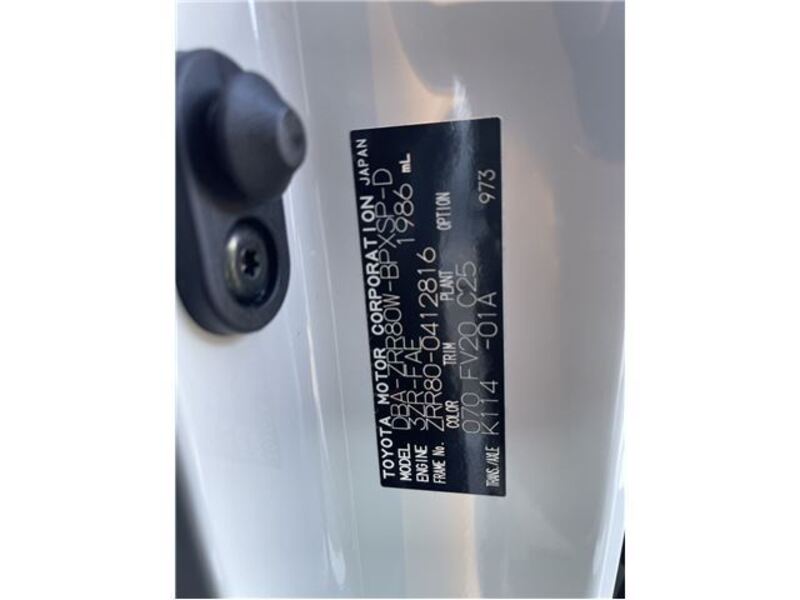 TOYOTA MOTOR CORPORATION JAPAN
MODEL DBA-ZRR80W-BPXSP-D
ENGINE 3ZR-FAE 1986 mL
FRAME No. ZRR80-0412816
COLOR TRIM PLANT OPTION
070 FV20 C25
TRANS./AXLE K114 -01A 973